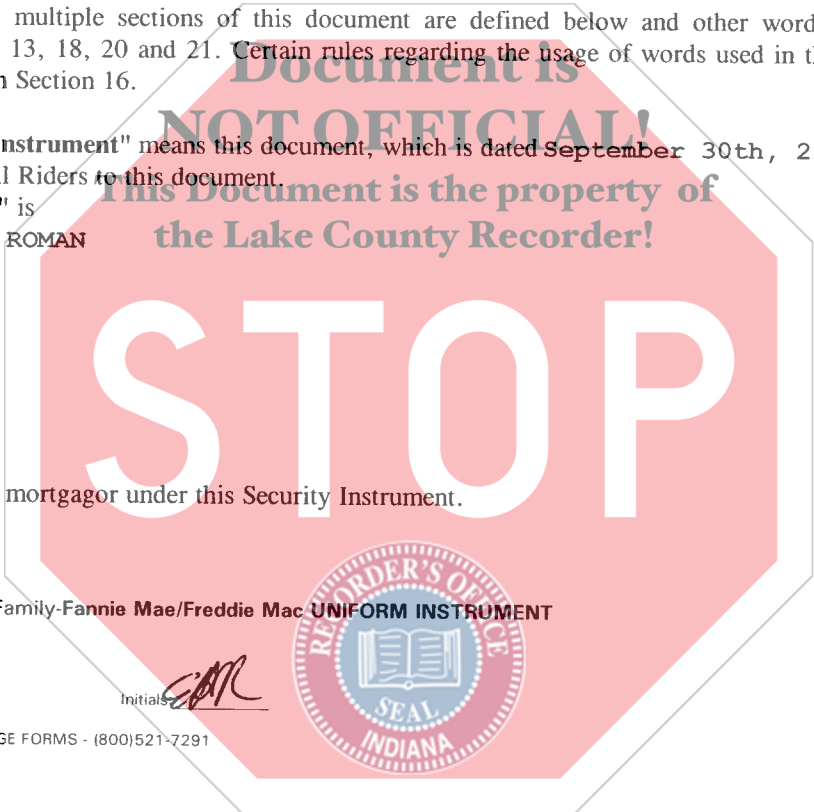 multiple sections of this document are defined below and other word
13, 18, 20 and 21. Certain rules regarding the usage of words used in t
Section 16.
Document is
NOT OFFICIAL!
This Document is the property of
the Lake County Recorder!
nstrument" means this document, which is dated September 30th, 2
l Riders to this document.
" is
ROMAN
STOP
mortgagor under this Security Instrument.
Family-Fannie Mae/Freddie Mac UNIFORM INSTRUMENT
RECORDER'S OFFICE
SEAL
INDIANA
Initials
GE FORMS - (800)521-7291